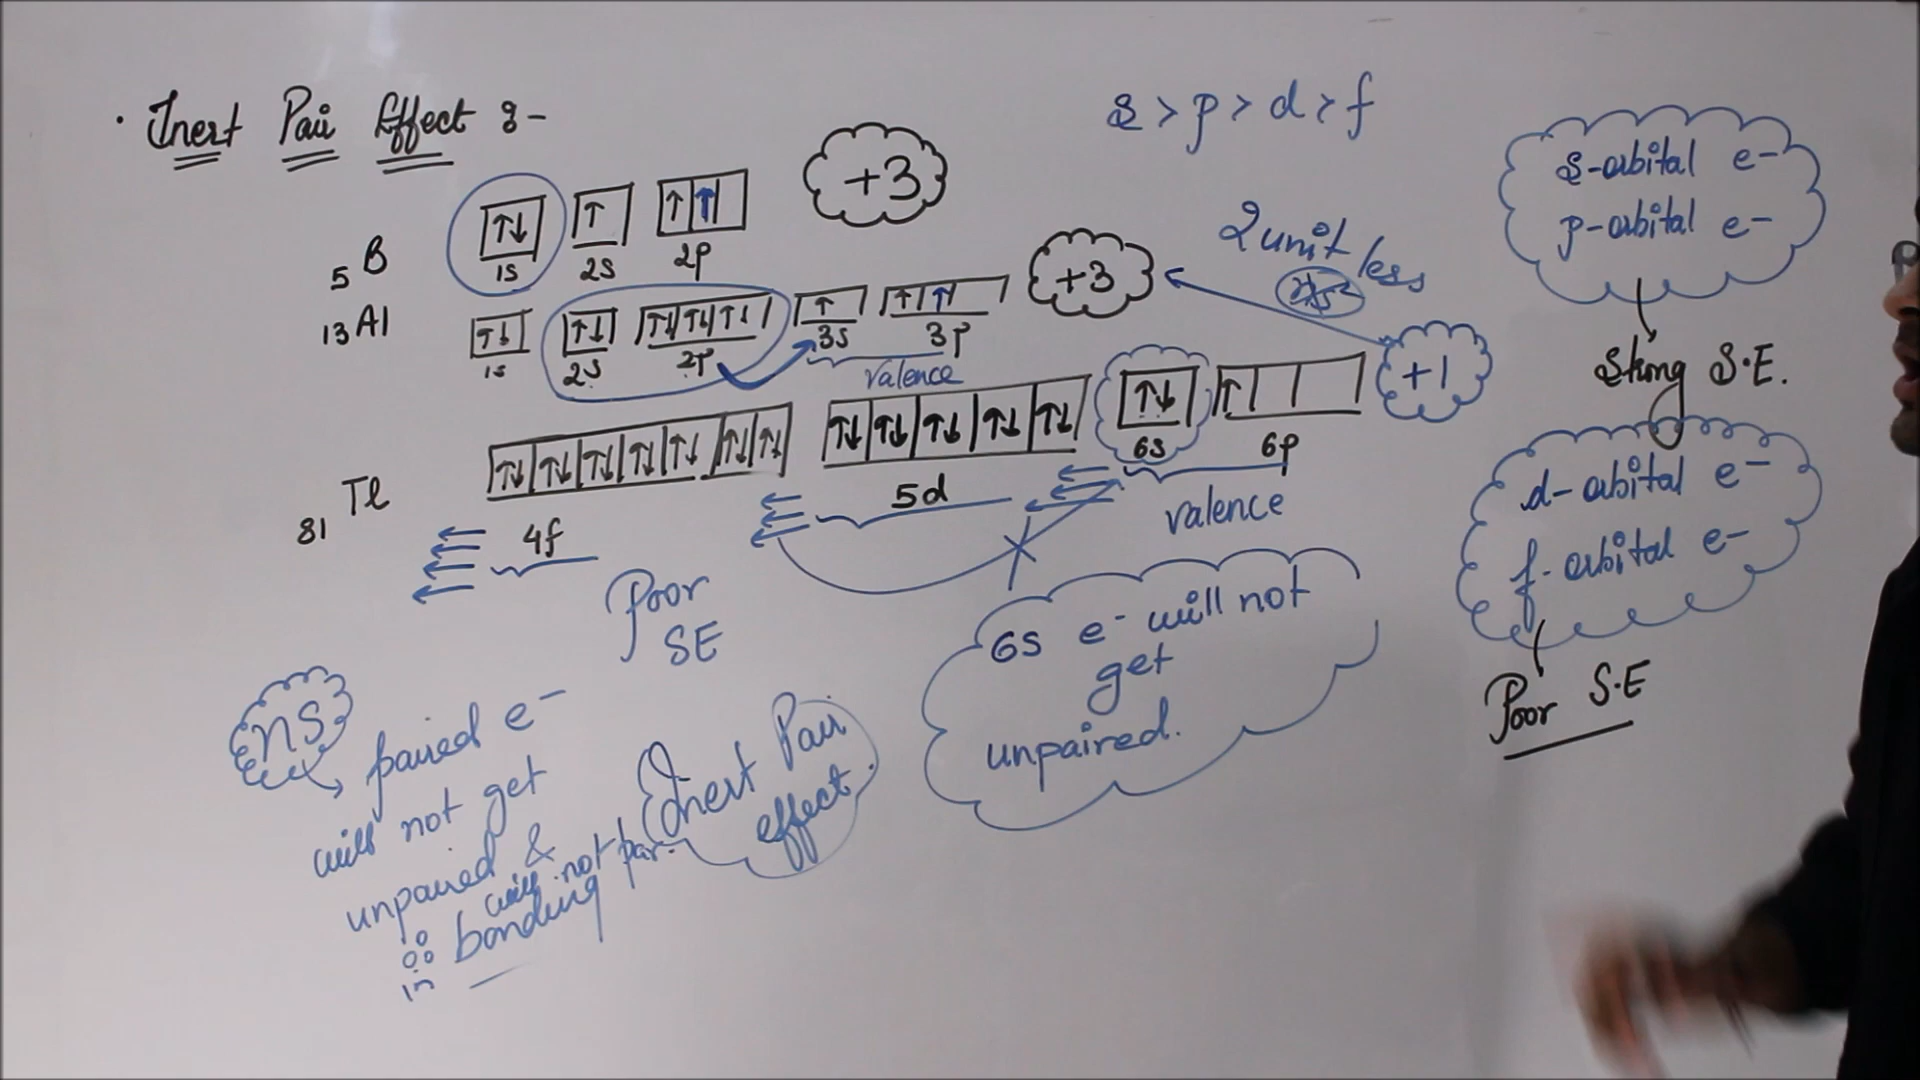 • Inert Pair Effect :-
s > p > d > f
+3
5 B
↑↓ ↑ ↑ ↑
1s 2s 2p
13 Al
↑↓ ↑↓ ↑↓ ↑↓ ↑↓ ↑ ↑ ↑
1s 2s 2p 3s 3p
valence
+3
2 unit less
+1
81 Tl
↑↓ ↑↓ ↑↓ ↑↓ ↑↓ ↑↓ ↑↓ ↑↓ ↑↓ ↑↓ ↑↓ ↑↓ ↑↓ ↑
4f 5d 6s 6p
valence
Poor
SE
6s e- will not
get
unpaired.
ns
paired e-
will not get
unpaired &
will not par.
in bonding
Inert Pair
effect.
s-orbital e-
p-orbital e-
Strong S.E.
d-orbital e-
f-orbital e-
Poor S.E